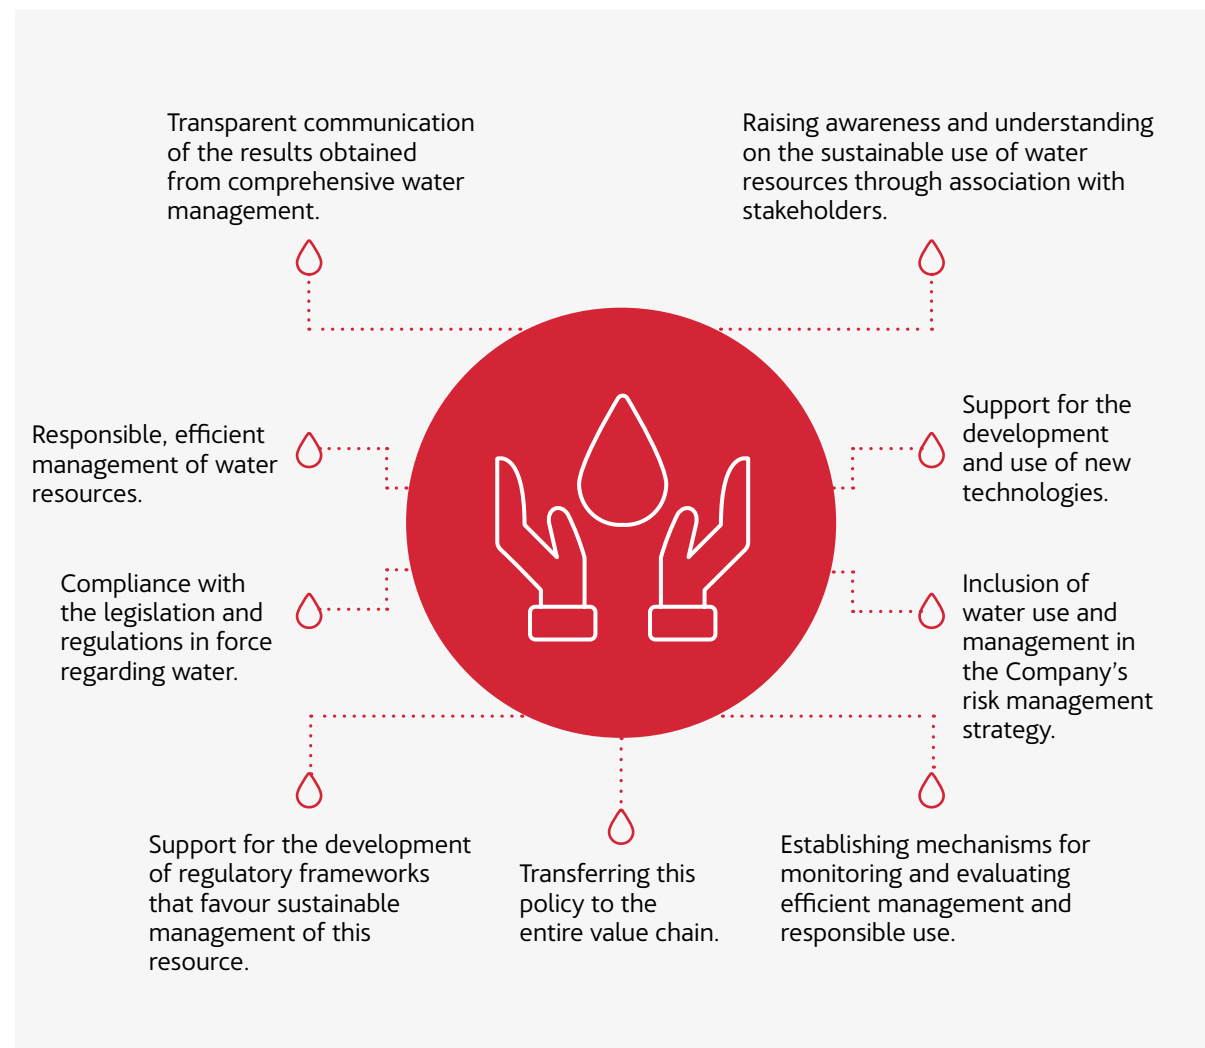 Transparent communication
of the results obtained
from comprehensive water
management.
Raising awareness and understanding
on the sustainable use of water
resources through association with
stakeholders.
Responsible, efficient
management of water
resources.
Support for the
development
and use of new
technologies.
Compliance with
the legislation and
regulations in force
regarding water.
Inclusion of
water use and
management in
the Company’s
risk management
strategy.
Support for the development
of regulatory frameworks
that favour sustainable
management of this
resource.
Transferring this
policy to the
entire value chain.
Establishing mechanisms for
monitoring and evaluating
efficient management and
responsible use.